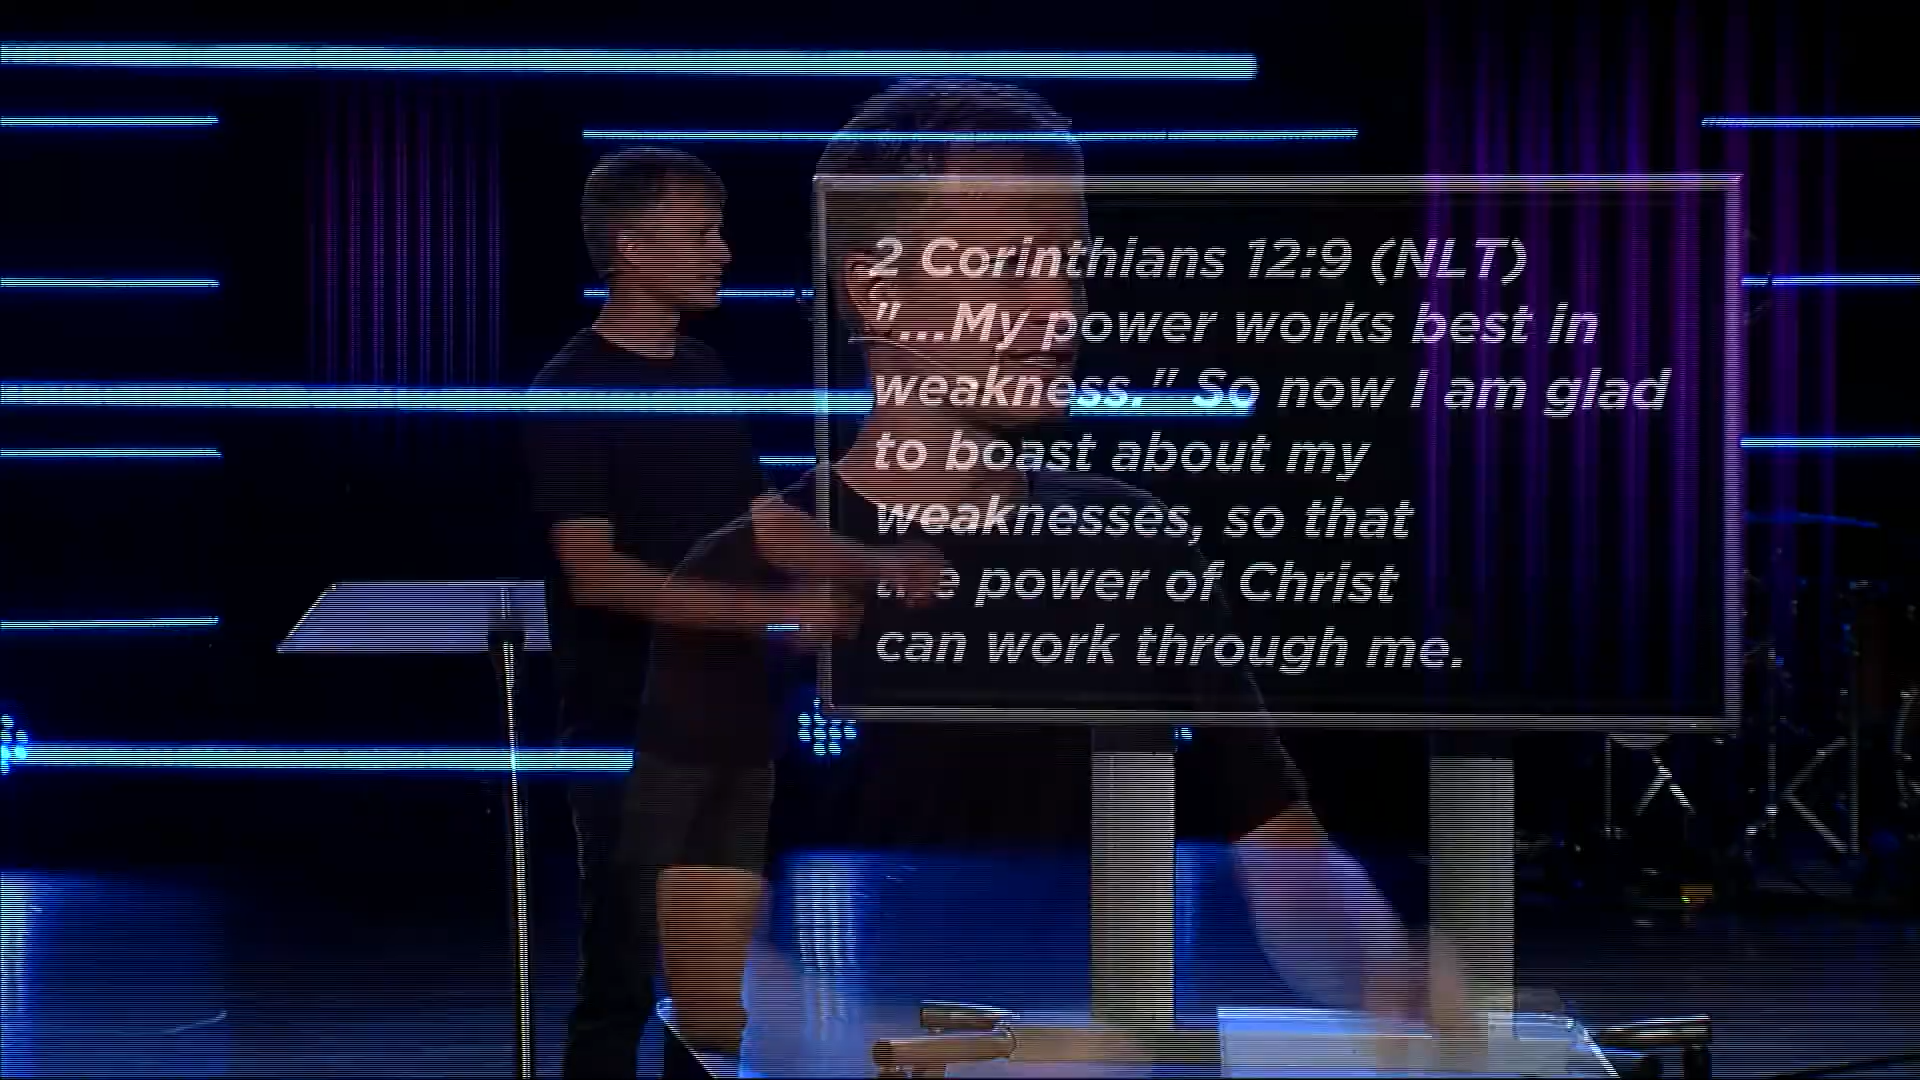 2 Corinthians 12:9 (NLT)
"...My power works best in
weakness." So now I am glad
to boast about my
weaknesses, so that
the power of Christ
can work through me.